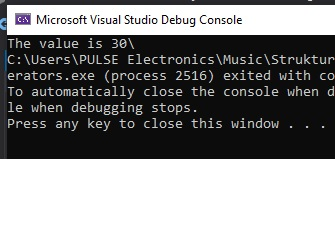 Microsoft Visual Studio Debug Console
The value is 30\
C:\Users\PULSE Electronics\Music\Struktur
erators.exe (process 2516) exited with co
To automatically close the console when d
le when debugging stops.
Press any key to close this window . . .